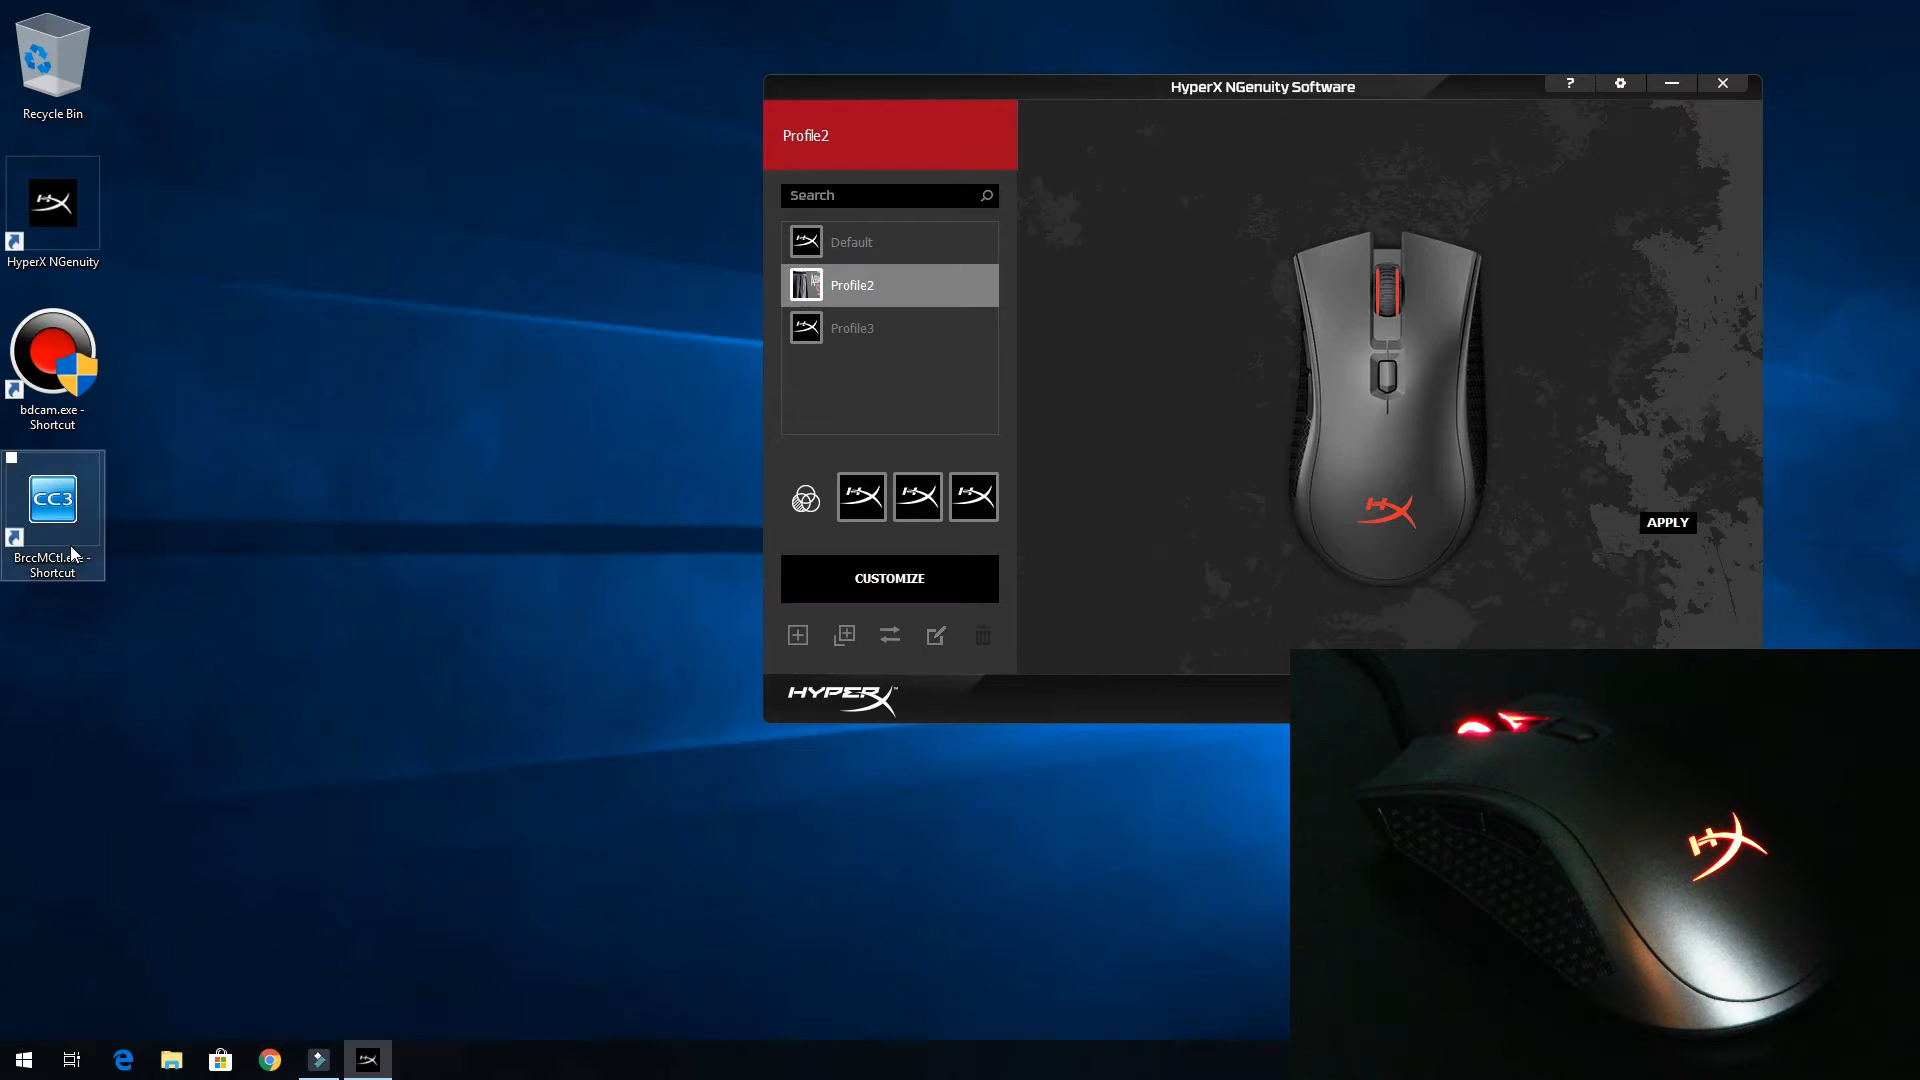 Recycle Bin
HyperX NGenuity
bdcam.exe -
Shortcut
CC3
BrccMCtl.exe -
Shortcut
HyperX NGenuity Software
?
Profile2
Search
Default
Profile2
Profile3
CUSTOMIZE
HYPERX™
APPLY